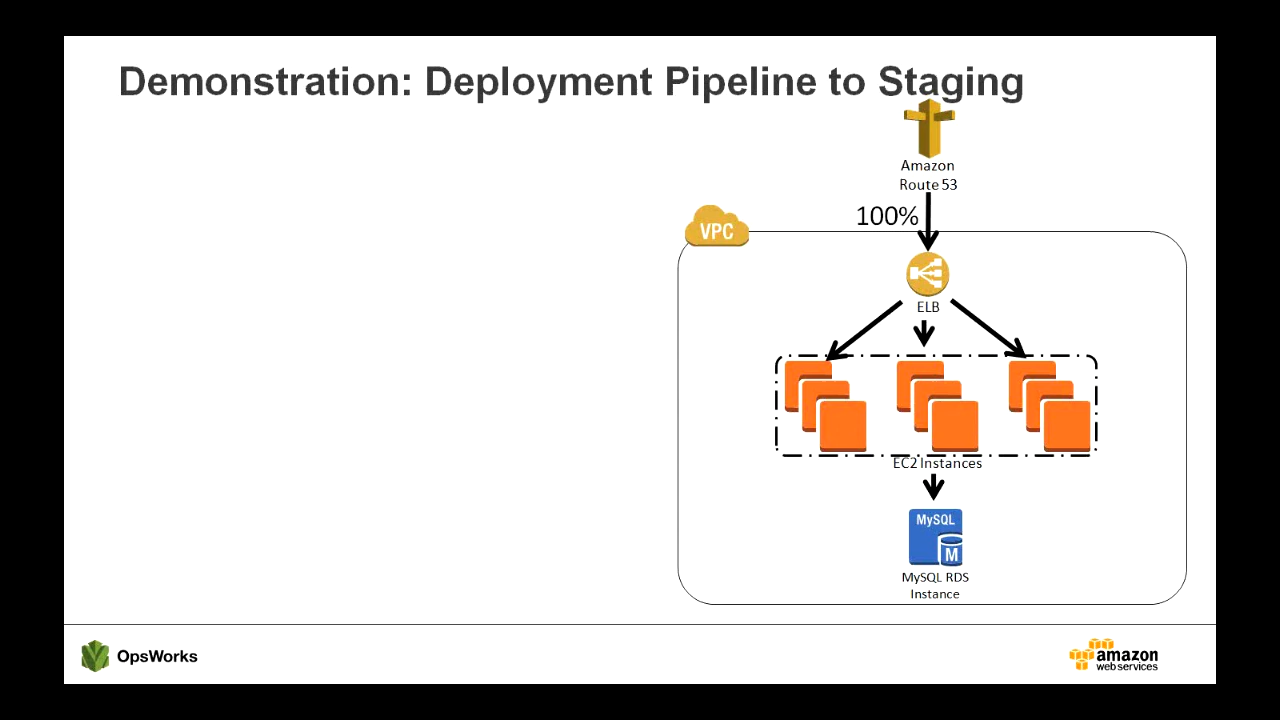 Demonstration: Deployment Pipeline to Staging
Amazon
Route 53
100%
VPC
ELB
EC2 Instances
MySQL
M
MySQL RDS
Instance
OpsWorks
amazon
web services